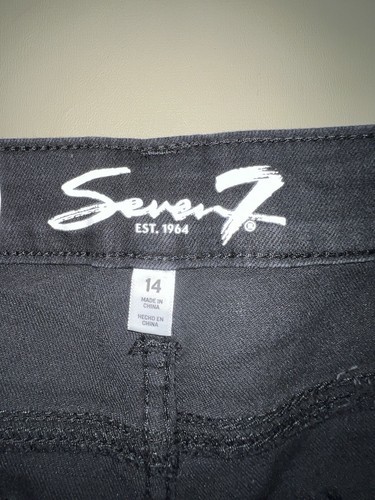 Seven7®
EST. 1964
14
MADE IN
CHINA
HECHO EN
CHINA